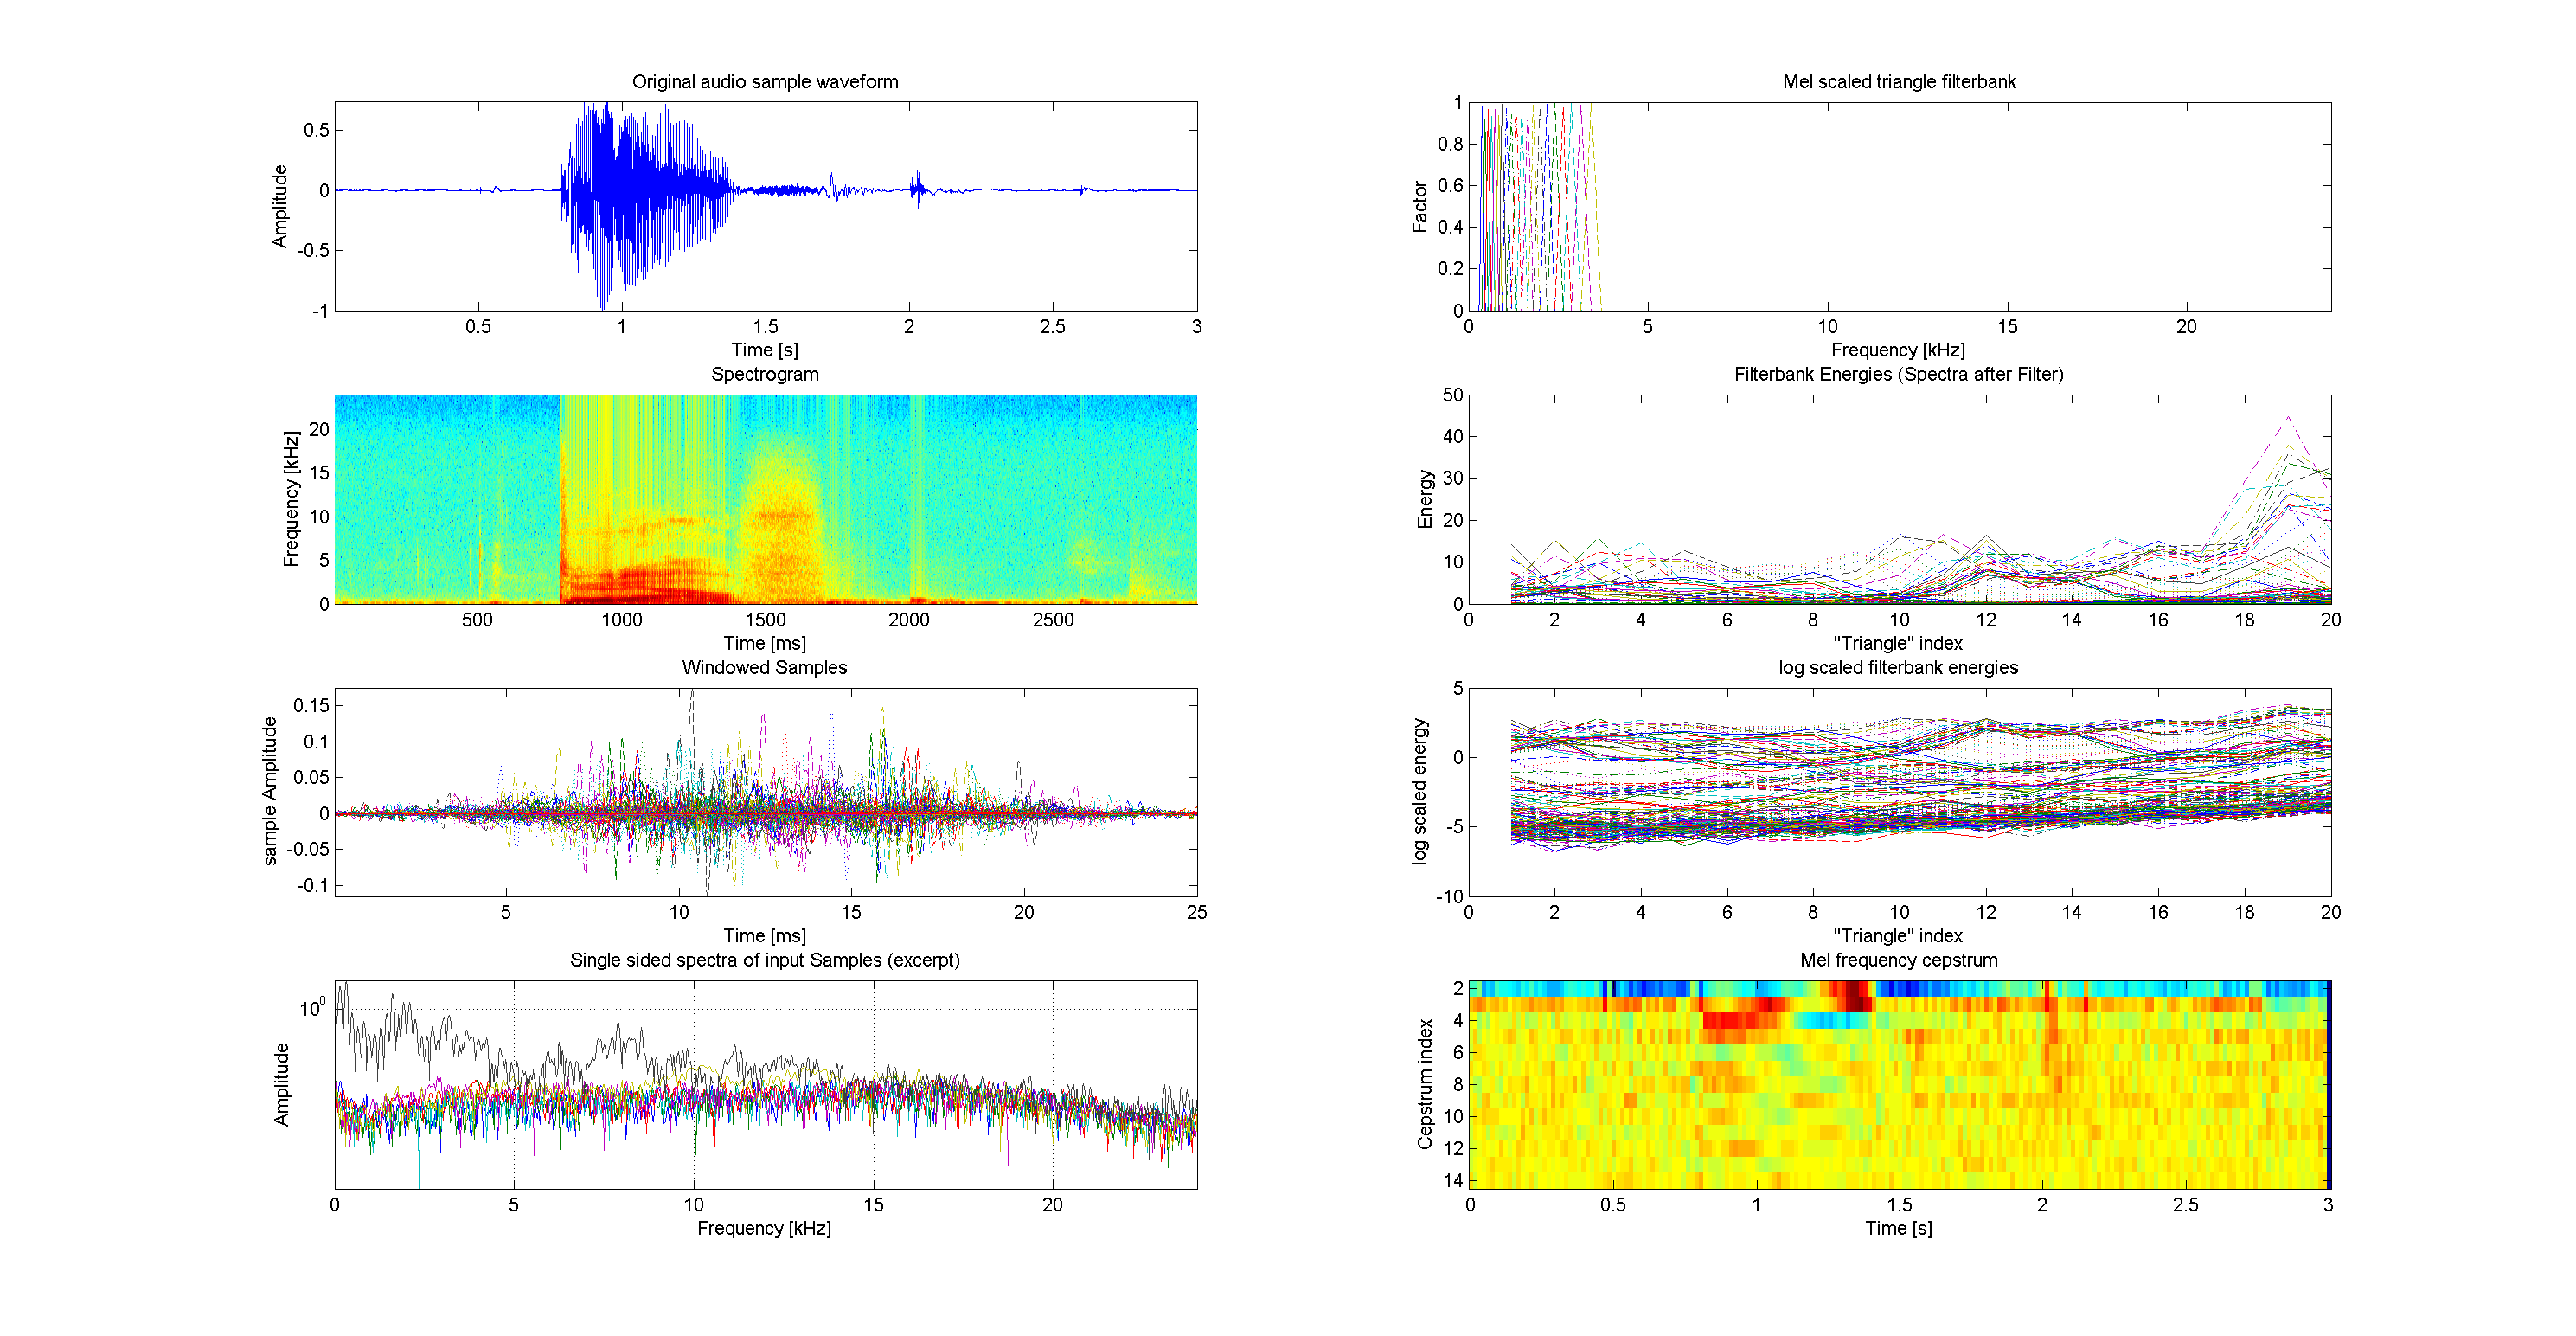 Original audio sample waveform
0.5
0
-0.5
-1
Amplitude
0.5 1 1.5 2 2.5 3
Time [s]
Spectrogram
20
15
10
5
0
Frequency [kHz]
500 1000 1500 2000 2500
Time [ms]
Windowed Samples
0.15
0.1
0.05
0
-0.05
-0.1
sample Amplitude
5 10 15 20 25
Time [ms]
Single sided spectra of input Samples (excerpt)
10^0
Amplitude
0 5 10 15 20
Frequency [kHz]
Mel scaled triangle filterbank
1
0.8
0.6
0.4
0.2
0
Factor
0 5 10 15 20
Frequency [kHz]
Filterbank Energies (Spectra after Filter)
50
40
30
20
10
0
Energy
0 2 4 6 8 10 12 14 16 18 20
"Triangle" index
log scaled filterbank energies
5
0
-5
-10
log scaled energy
0 2 4 6 8 10 12 14 16 18 20
"Triangle" index
Mel frequency cepstrum
2
4
6
8
10
12
14
Cepstrum index
0 0.5 1 1.5 2 2.5 3
Time [s]